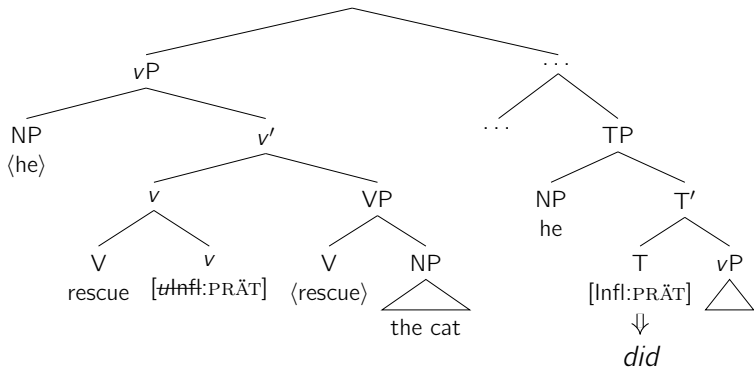 vP . . .
NP v′ . . . TP
⟨he⟩
v VP NP T′
he
V v V NP T vP
rescue [uInfl:PRÄT] ⟨rescue⟩ [Infl:PRÄT]
the cat ⇓
did